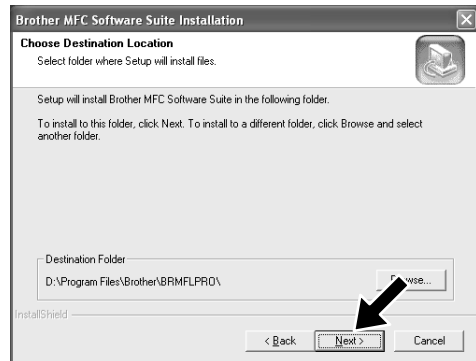 Brother MFC Software Suite Installation
Choose Destination Location
Select folder where Setup will install files.
Setup will install Brother MFC Software Suite in the following folder.
To install to this folder, click Next. To install to a different folder, click Browse and select
another folder.
Destination Folder
D:\Program Files\Brother\BRMFLPRO\
InstallShield
< Back
Next >
Cancel